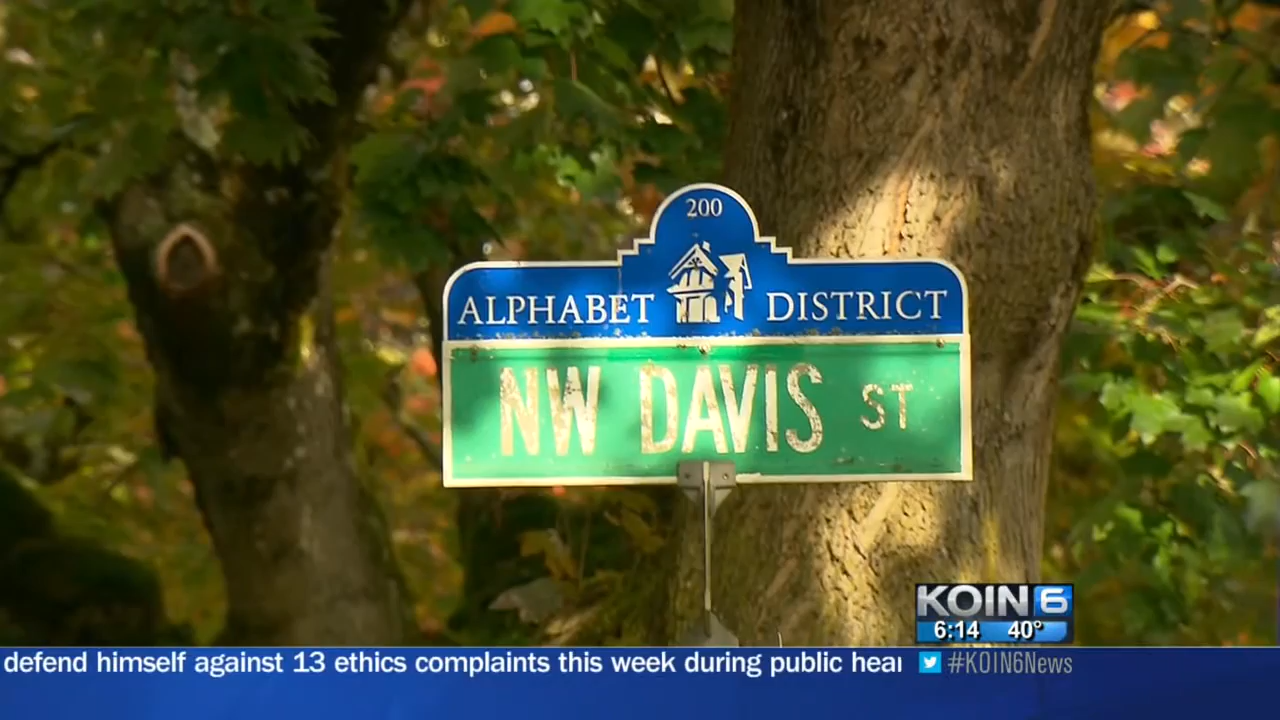 200
ALPHABET DISTRICT
NW DAVIS ST
KOIN 6
6:14 40°
defend himself against 13 ethics complaints this week during public hear
#KOIN6News